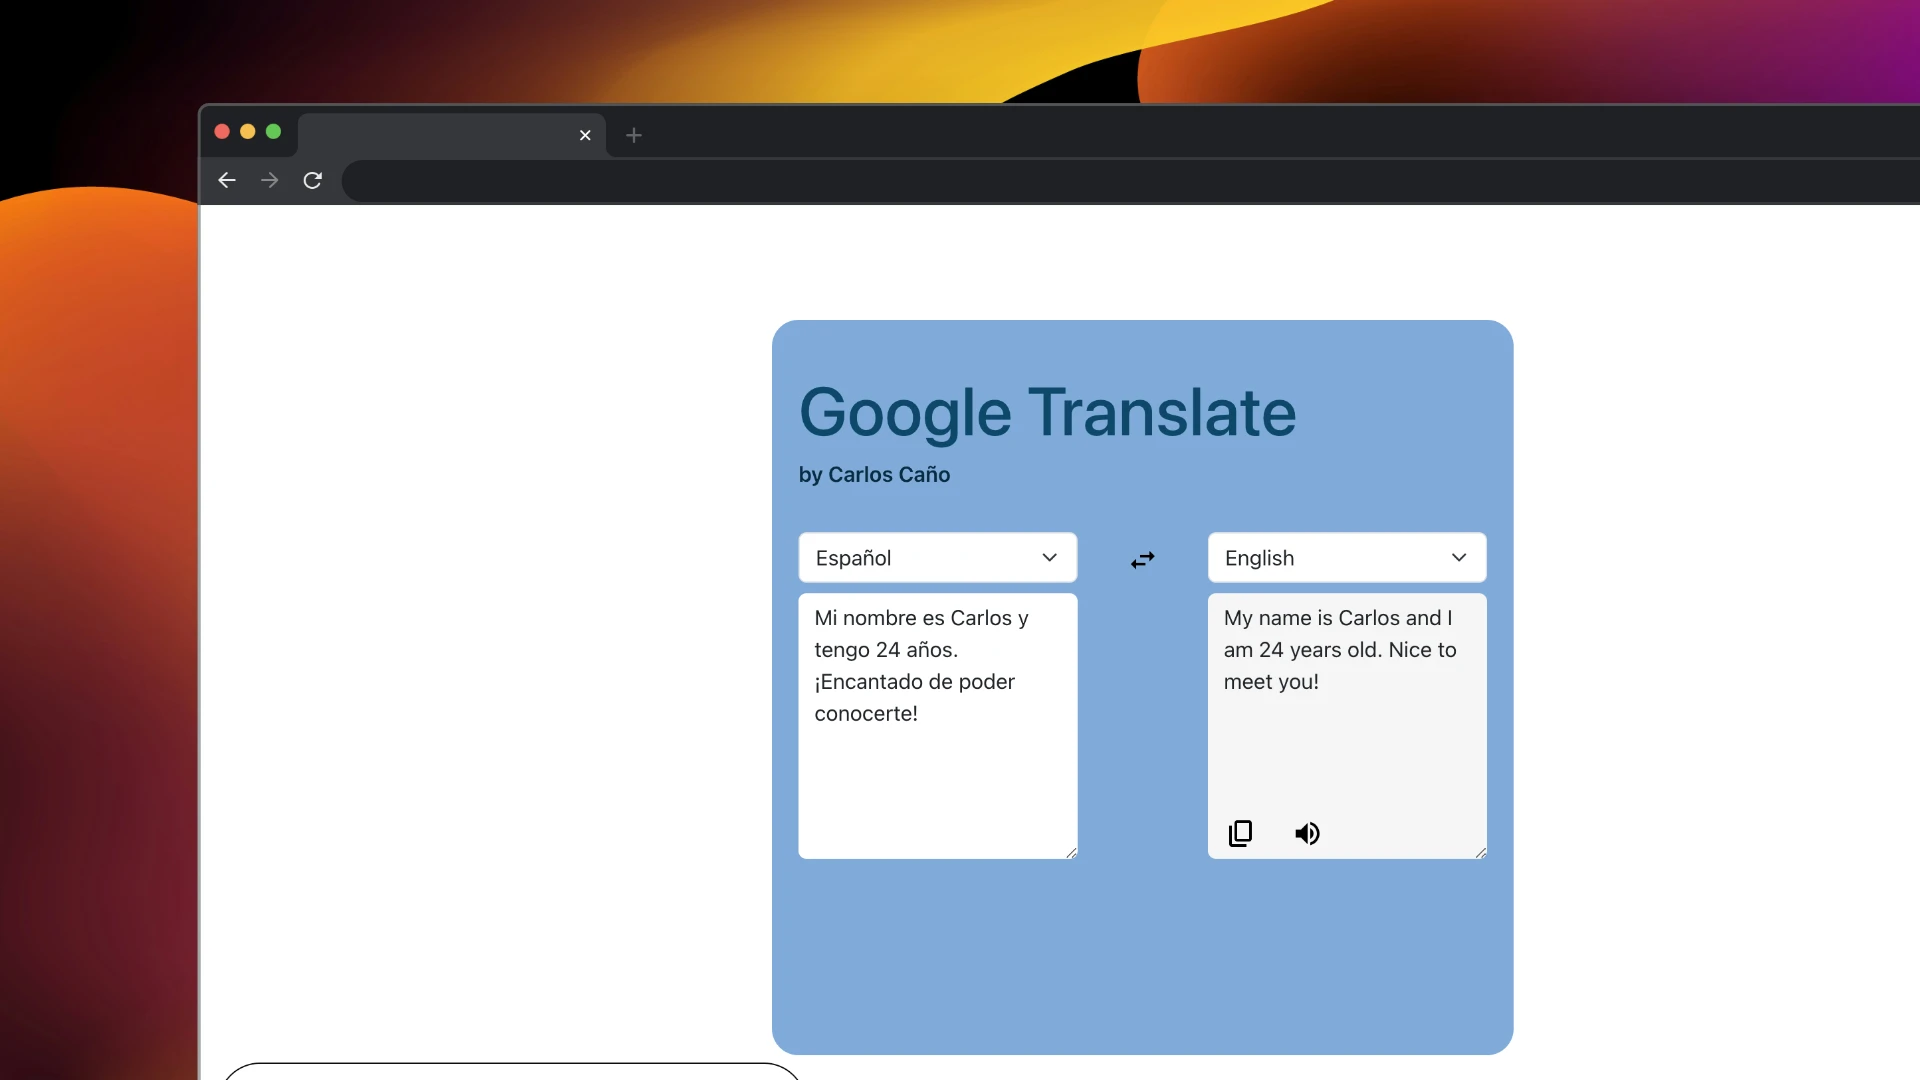 Google Translate
by Carlos Caño
Español
English
Mi nombre es Carlos y
tengo 24 años.
¡Encantado de poder
conocerte!
My name is Carlos and I
am 24 years old. Nice to
meet you!